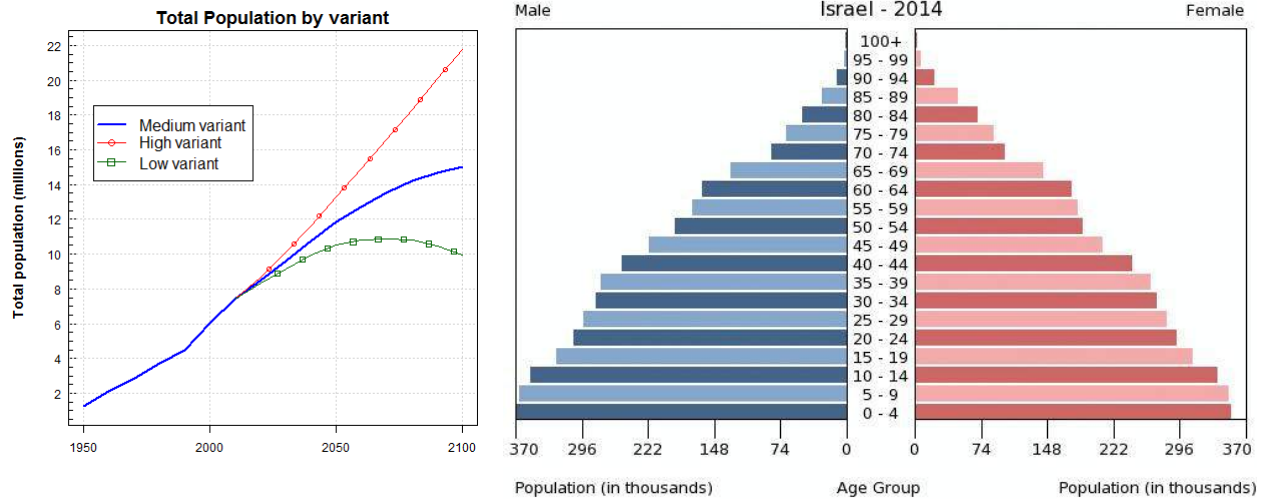 Total Population by variant
Total population (millions)
22
20
18
16
14
12
10
8
6
4
2
Medium variant
High variant
Low variant
1950 2000 2050 2100
Male Israel - 2014 Female
100+
95 - 99
90 - 94
85 - 89
80 - 84
75 - 79
70 - 74
65 - 69
60 - 64
55 - 59
50 - 54
45 - 49
40 - 44
35 - 39
30 - 34
25 - 29
20 - 24
15 - 19
10 - 14
5 - 9
0 - 4
370 296 222 148 74 0 0 74 148 222 296 370
Population (in thousands) Age Group Population (in thousands)